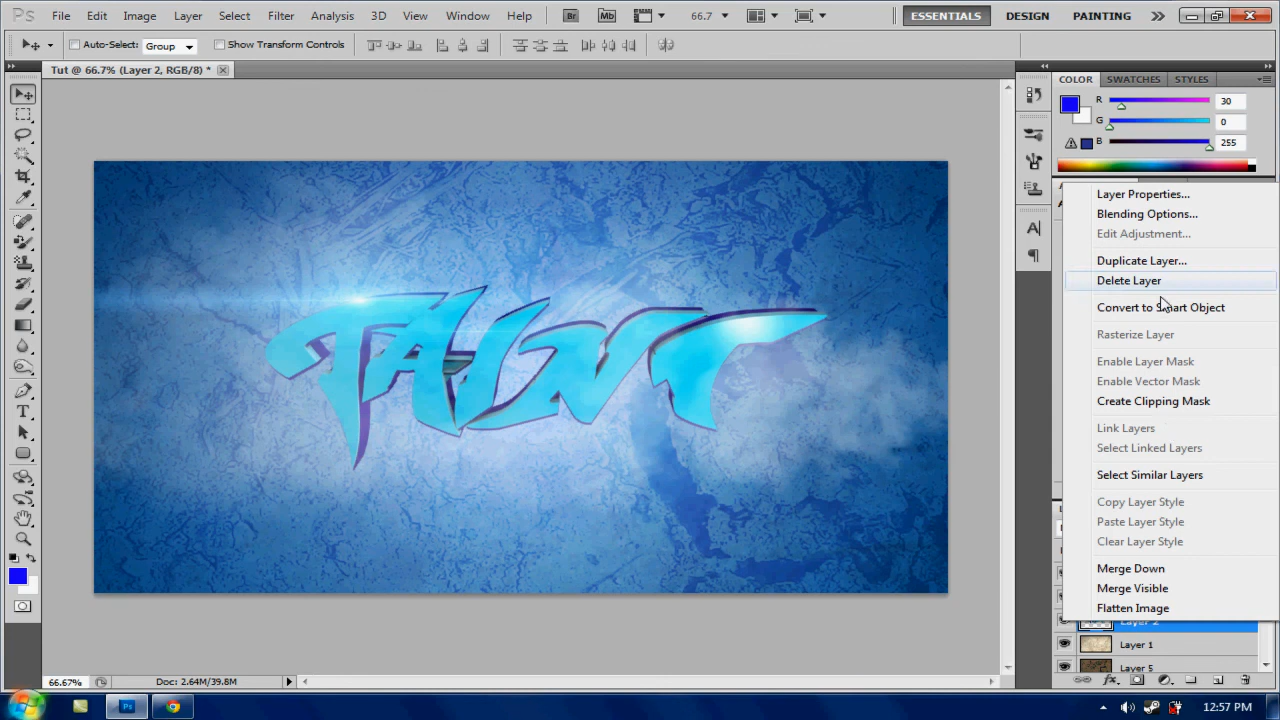 Ps File Edit Image Layer Select Filter Analysis 3D View Window Help Br Mb 66.7 ESSENTIALS DESIGN PAINTING
Auto-Select: Group Show Transform Controls
Tut @ 66.7% (Layer 2, RGB/8) *
COLOR SWATCHES STYLES
R 30
G 0
B 255
Layer Properties...
Blending Options...
Edit Adjustment...
Duplicate Layer...
Delete Layer
Convert to Smart Object
Rasterize Layer
Enable Layer Mask
Enable Vector Mask
Create Clipping Mask
Link Layers
Select Linked Layers
Select Similar Layers
Copy Layer Style
Paste Layer Style
Clear Layer Style
Merge Down
Merge Visible
Flatten Image
TAINT
Layer 2
Layer 1
Layer 5
66.67% Doc: 2.64M/39.8M
Ps 12:57 PM